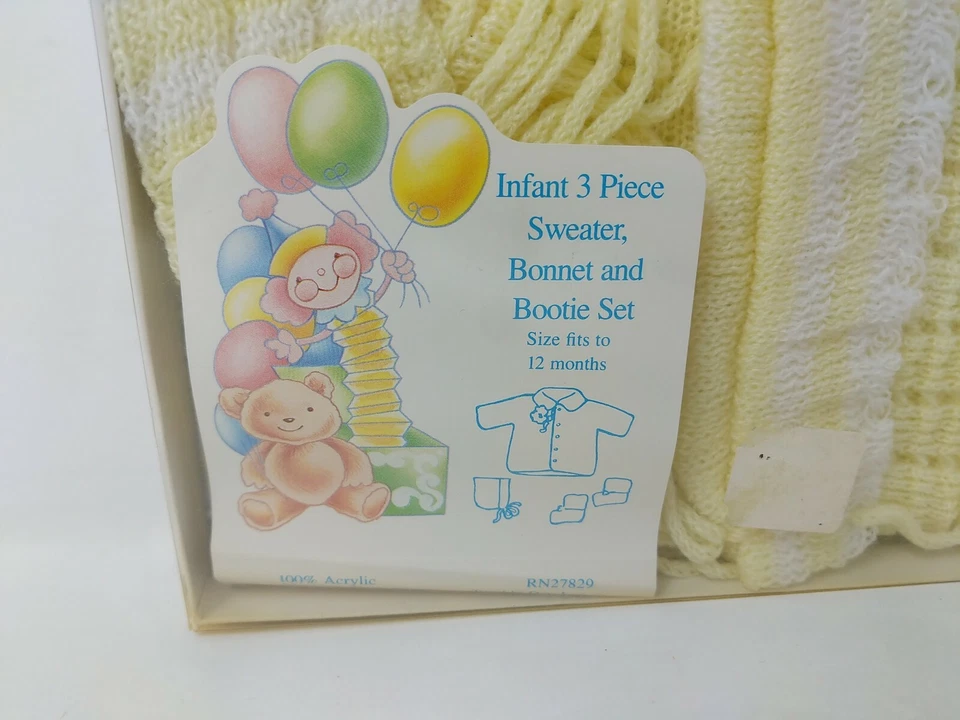 Infant 3 Piece
Sweater,
Bonnet and
Bootie Set
Size fits to
12 months
100% Acrylic
RN27829